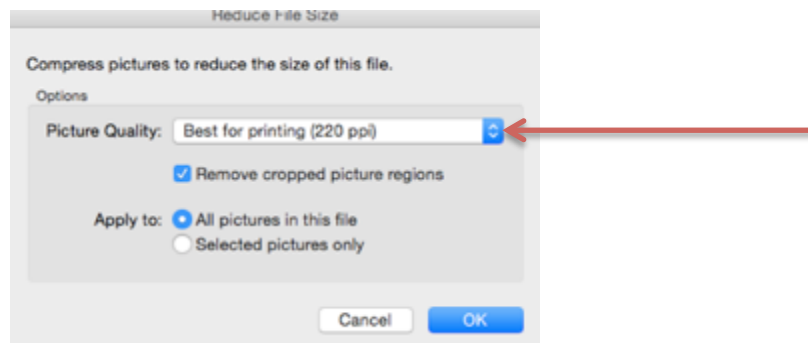 Reduce File Size
Compress pictures to reduce the size of this file.
Options
Picture Quality: Best for printing (220 ppi)
Remove cropped picture regions
Apply to: All pictures in this file
Selected pictures only
Cancel OK